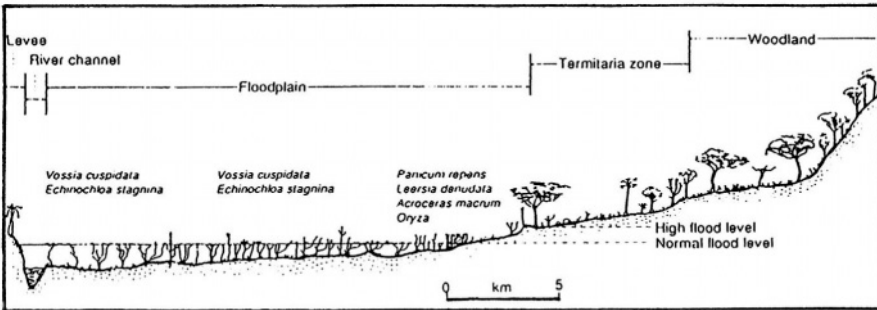 Levee
River channel
Floodplain
Termitaria zone
Woodland
Vossia cuspidata
Echinochloa stagnina
Vossia cuspidata
Echinochloa stagnina
Panicum repens
Leersia denudata
Acroceras macrum
Oryza
High flood level
Normal flood level
0 km 5